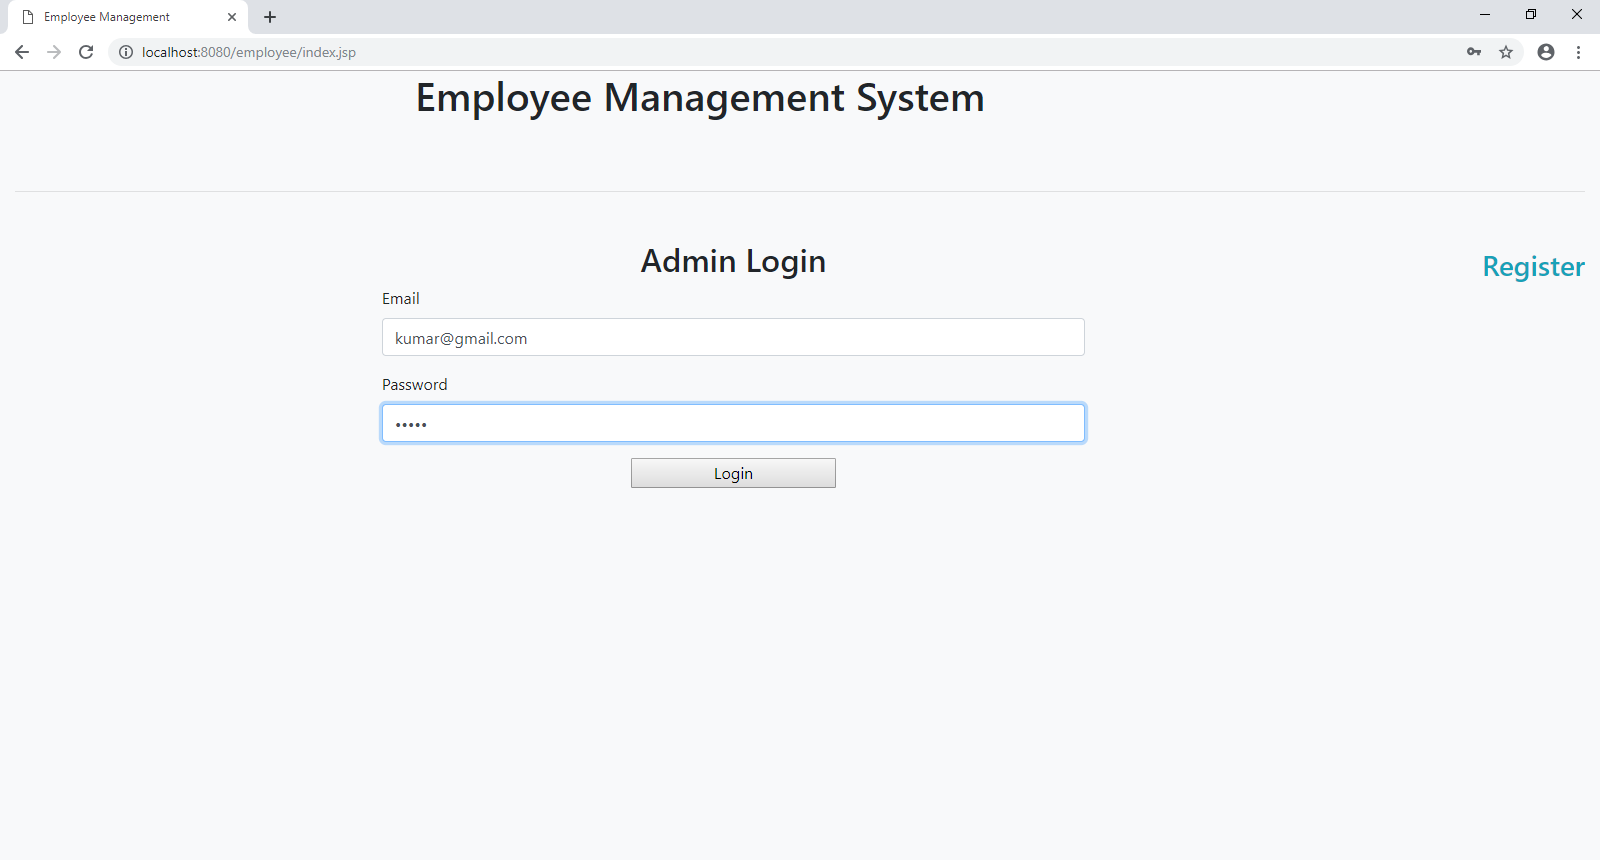 Employee Management
localhost:8080/employee/index.jsp
Employee Management System
Admin Login
Register
Email
kumar@gmail.com
Password
•••••
Login